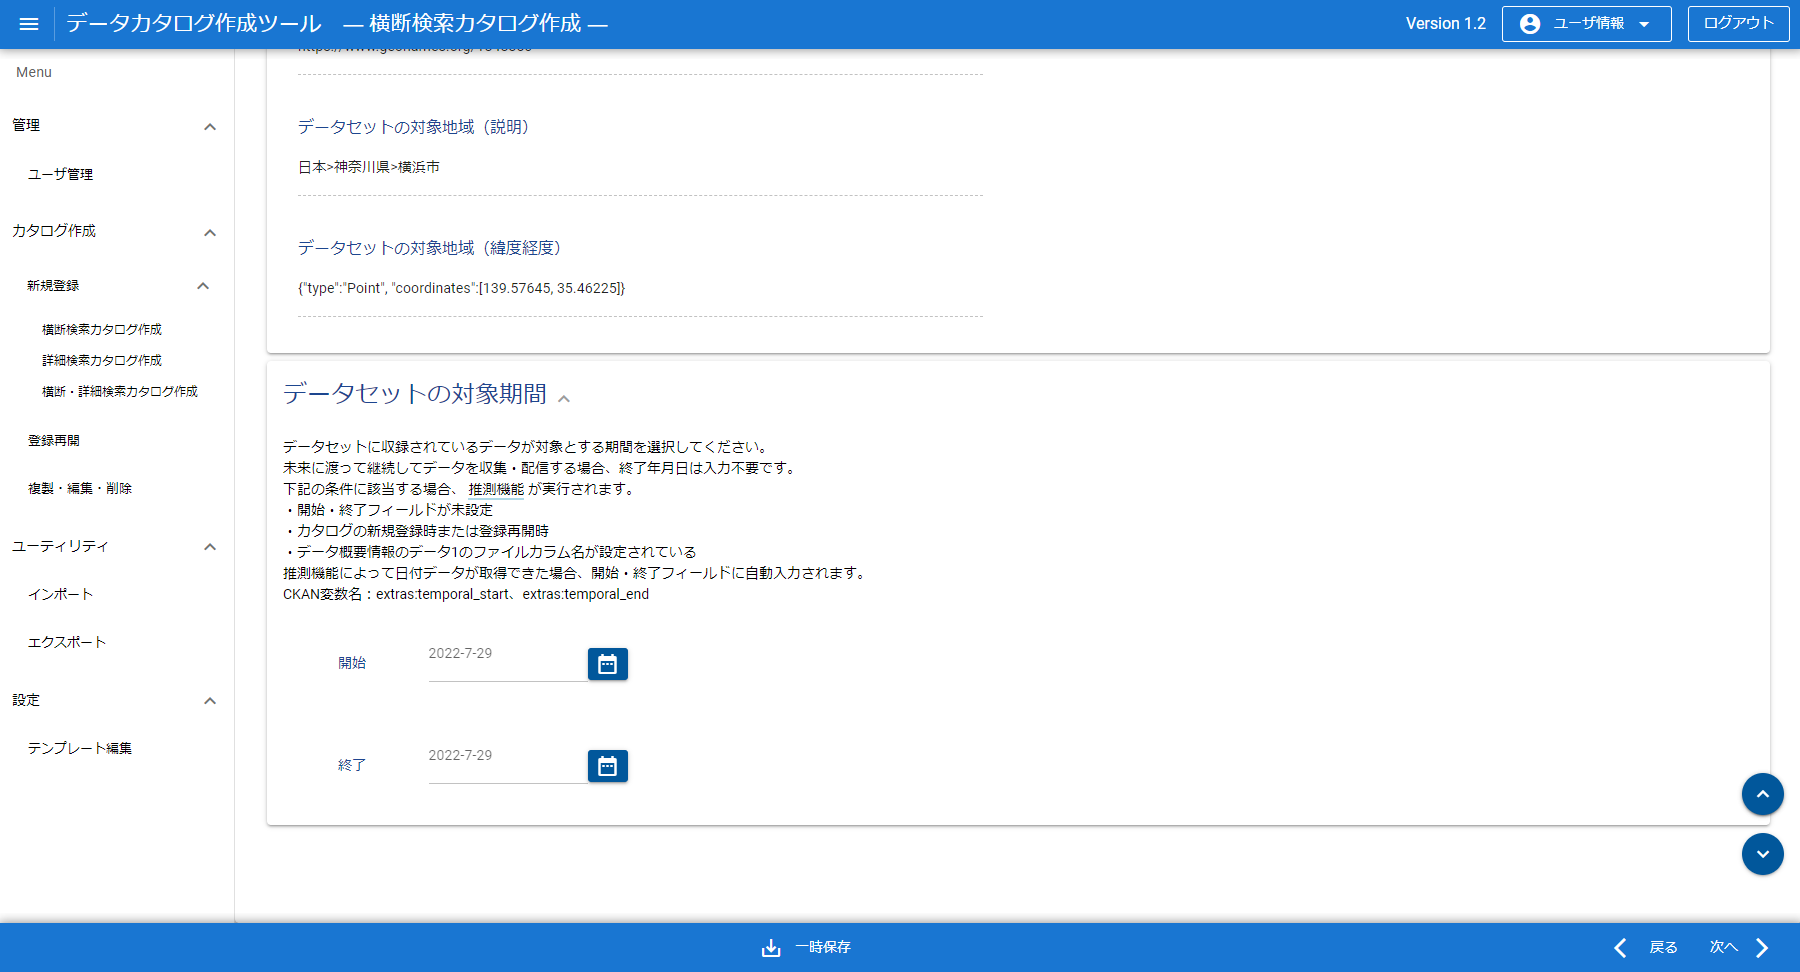 データカタログ作成ツール ― 横断検索カタログ作成 ―
Version 1.2
ユーザ情報
ログアウト
Menu
管理
ユーザ管理
カタログ作成
新規登録
横断検索カタログ作成
詳細検索カタログ作成
横断・詳細検索カタログ作成
登録再開
複製・編集・削除
ユーティリティ
インポート
エクスポート
設定
テンプレート編集
データセットの対象地域（説明）
日本>神奈川県>横浜市
データセットの対象地域（緯度経度）
{"type":"Point", "coordinates":[139.57645, 35.46225]}
データセットの対象期間
データセットに収録されているデータが対象とする期間を選択してください。
未来に渡って継続してデータを収集・配信する場合、終了年月日は入力不要です。
下記の条件に該当する場合、 推測機能 が実行されます。
・開始・終了フィールドが未設定
・カタログの新規登録時または登録再開時
・データ概要情報のデータ1のファイルカラム名が設定されている
推測機能によって日付データが取得できた場合、開始・終了フィールドに自動入力されます。
CKAN変数名：extras:temporal_start、extras:temporal_end
開始
2022-7-29
終了
2022-7-29
一時保存
戻る
次へ